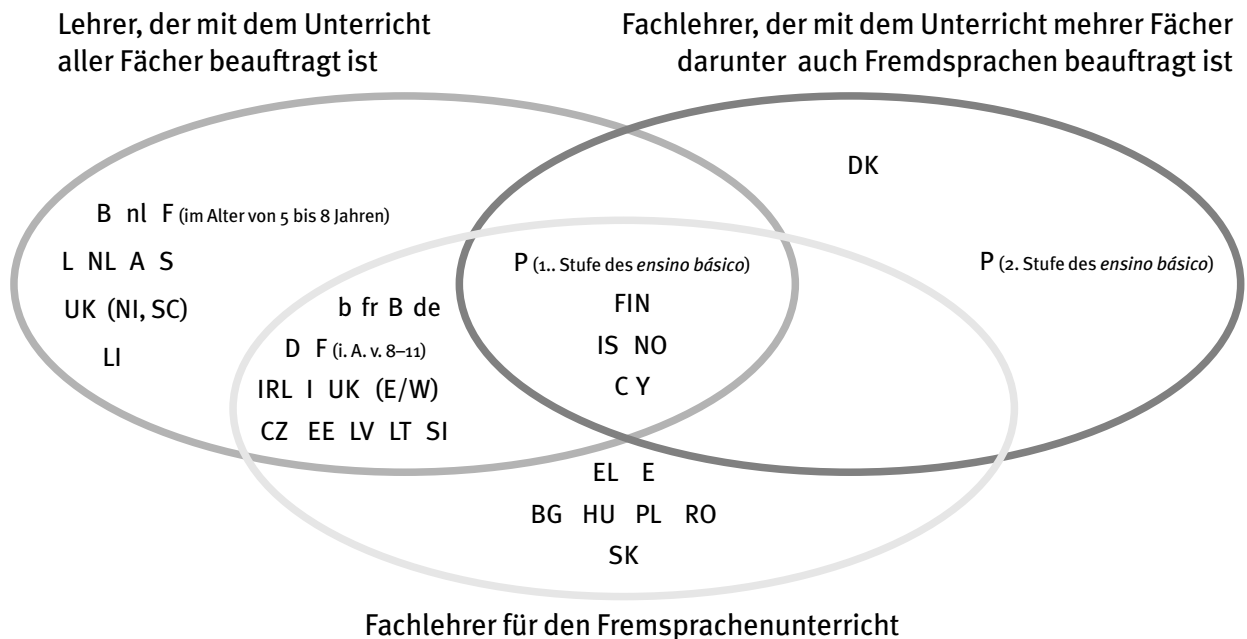 Lehrer, der mit dem Unterricht
aller Fächer beauftragt ist
Fachlehrer, der mit dem Unterricht mehrer Fächer
darunter auch Fremdsprachen beauftragt ist
DK
B nl F (im Alter von 5 bis 8 Jahren)
L NL A S
UK (NI, SC)
LI
b fr B de
D F (i. A. v. 8–11)
IRL I UK (E/W)
CZ EE LV LT SI
P (1.. Stufe des ensino básico)
FIN
IS NO
C Y
P (2. Stufe des ensino básico)
EL E
BG HU PL RO
SK
Fachlehrer für den Fremsprachenunterricht